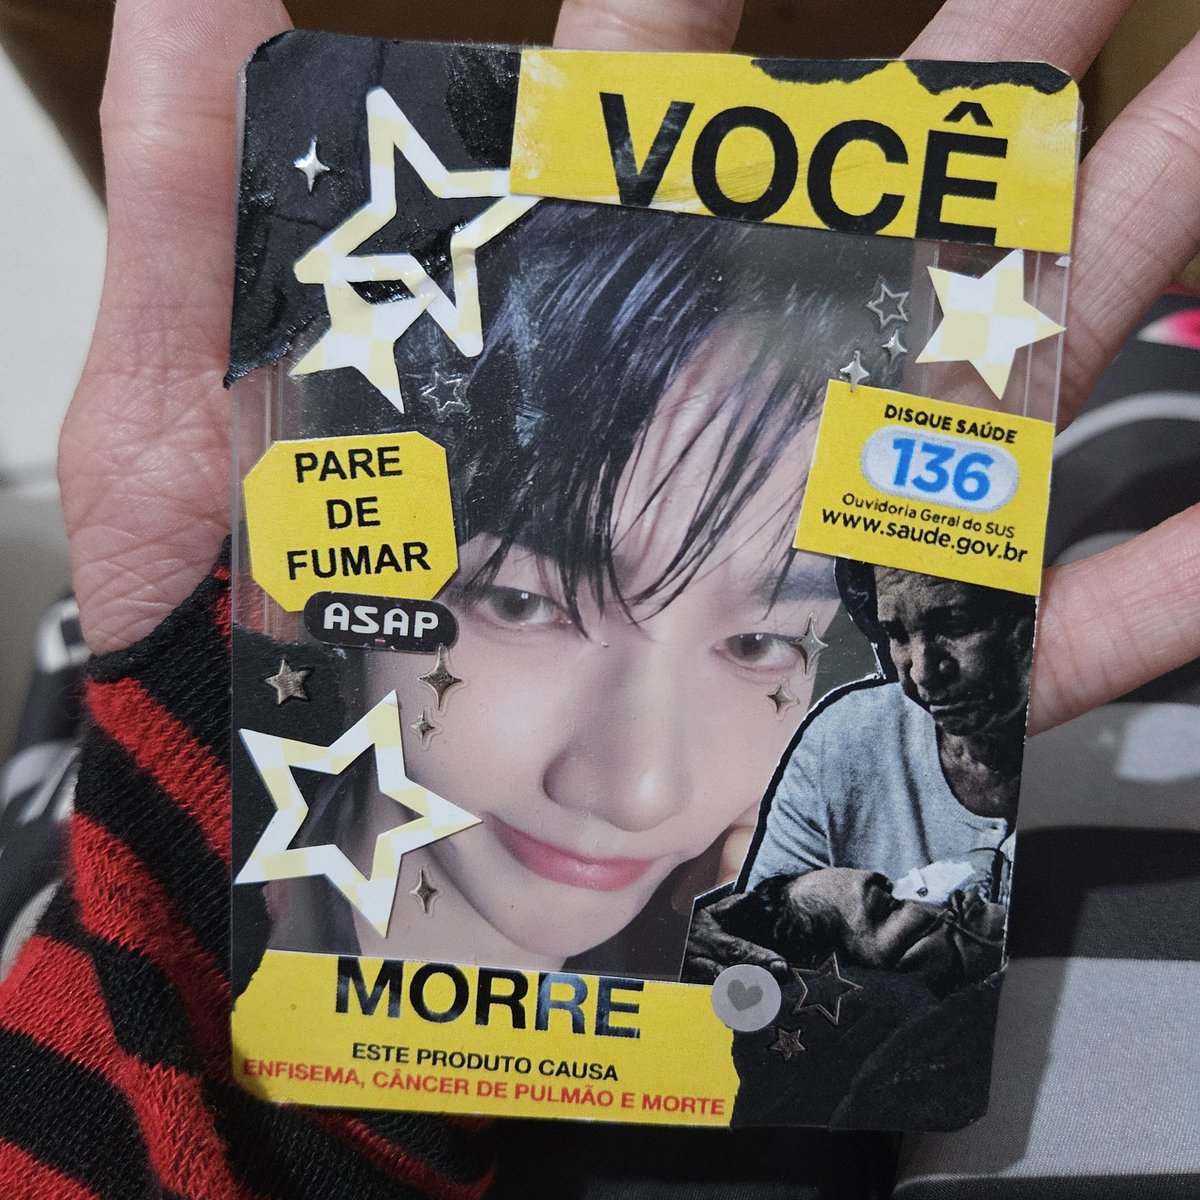 VOCÊ
DISQUE SAÚDE
136
Ouvidoria Geral do SUS
www.saude.gov.br
PARE
DE
FUMAR
ASAP
MORRE
ESTE PRODUTO CAUSA
ENFISEMA, CÂNCER DE PULMÃO E MORTE